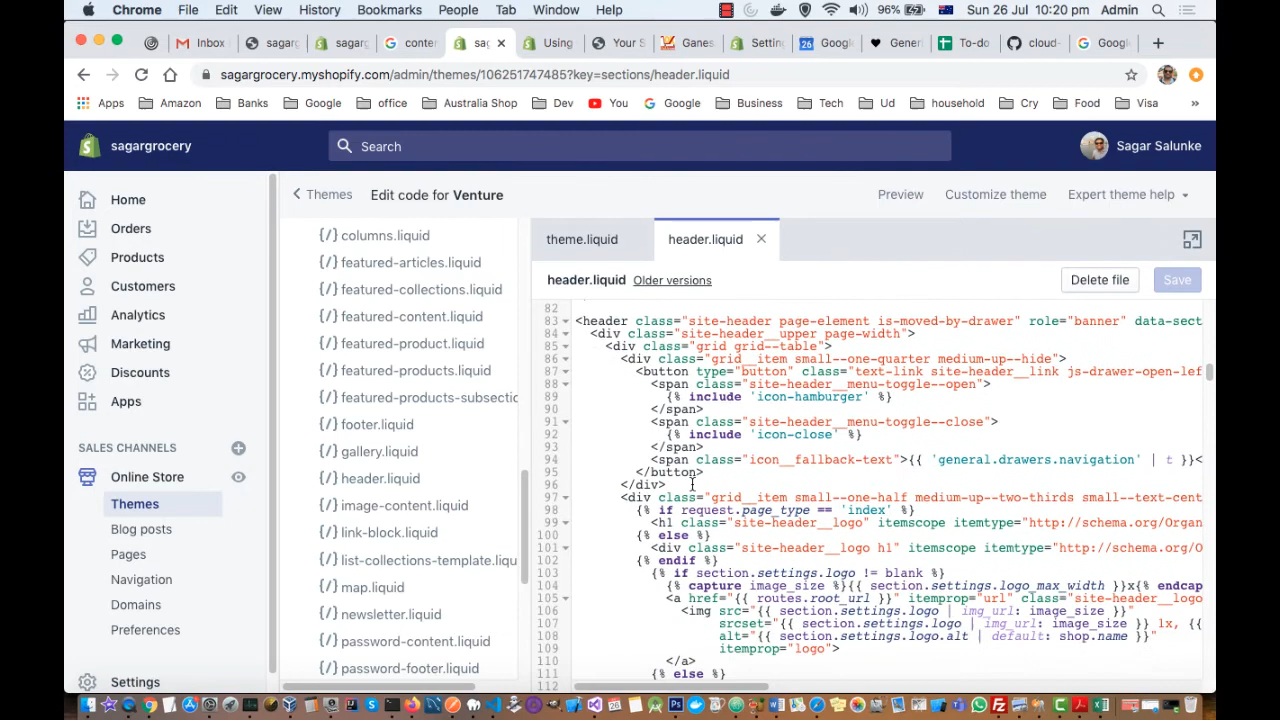 Chrome File Edit View History Bookmarks People Tab Window Help 96% Sun 26 Jul 10:20 pm Admin
Inbox sagarg sagarg conten sag Using Your S Ganes Settin Googl Generi To-do cloud- Googl
sagargrocery.myshopify.com/admin/themes/106251747485?key=sections/header.liquid
Apps Amazon Banks Google office Australia Shop Dev You Google Business Tech Ud household Cry Food Visa »
sagargrocery Search Sagar Salunke
Home
Orders
Products
Customers
Analytics
Marketing
Discounts
Apps
SALES CHANNELS
Online Store
Themes
Blog posts
Pages
Navigation
Domains
Preferences
Settings
Themes Edit code for Venture Preview Customize theme Expert theme help
{/} columns.liquid
{/} featured-articles.liquid
{/} featured-collections.liquid
{/} featured-content.liquid
{/} featured-product.liquid
{/} featured-products.liquid
{/} featured-products-subsectio
{/} footer.liquid
{/} gallery.liquid
{/} header.liquid
{/} image-content.liquid
{/} link-block.liquid
{/} list-collections-template.liqu
{/} map.liquid
{/} newsletter.liquid
{/} password-content.liquid
{/} password-footer.liquid
theme.liquid header.liquid
header.liquid Older versions Delete file Save
82
83 <header class="site-header page-element is-moved-by-drawer" role="banner" data-sect
84 <div class="site-header__upper page-width">
85 <div class="grid grid--table">
86 <div class="grid__item small--one-quarter medium-up--hide">
87 <button type="button" class="text-link site-header__link js-drawer-open-lef
88 <span class="site-header__menu-toggle--open">
89 {% include 'icon-hamburger' %}
90 </span>
91 <span class="site-header__menu-toggle--close">
92 {% include 'icon-close' %}
93 </span>
94 <span class="icon__fallback-text">{{ 'general.drawers.navigation' | t }}<
95 </button>
96 </div>
97 <div class="grid__item small--one-half medium-up--two-thirds small--text-cent
98 {% if request.page_type == 'index' %}
99 <h1 class="site-header__logo" itemscope itemtype="http://schema.org/Organ
100 {% else %}
101 <div class="site-header__logo h1" itemscope itemtype="http://schema.org/O
102 {% endif %}
103 {% if section.settings.logo != blank %}
104 {% capture image_size %}{{ section.settings.logo_max_width }}x{% endcap
105 <a href="{{ routes.root_url }}" itemprop="url" class="site-header__logo
106 <img src="{{ section.settings.logo | img_url: image_size }}"
107 srcset="{{ section.settings.logo | img_url: image_size }} 1x, {{
108 alt="{{ section.settings.logo.alt | default: shop.name }}"
109 itemprop="logo">
110 </a>
111 {% else %}
112